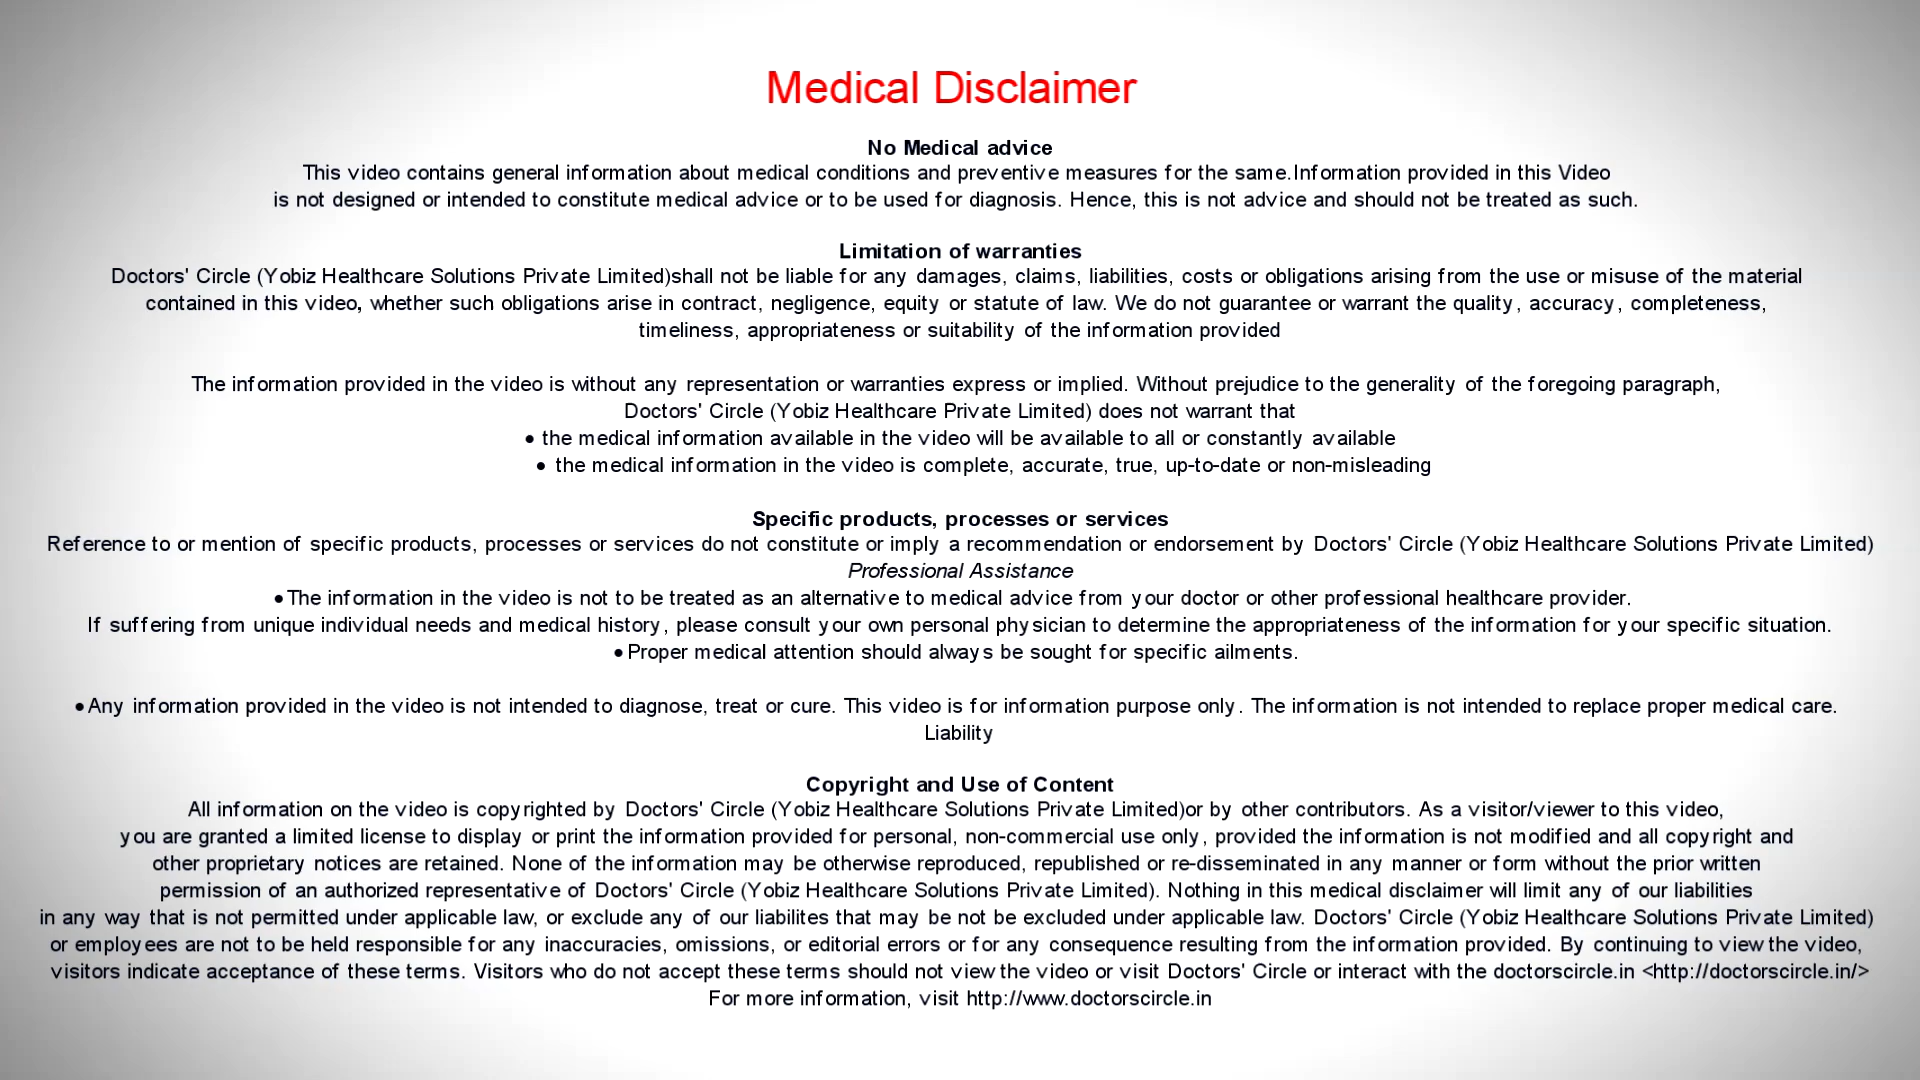 Medical Disclaimer
No Medical advice
This video contains general information about medical conditions and preventive measures for the same.Information provided in this Video
is not designed or intended to constitute medical advice or to be used for diagnosis. Hence, this is not advice and should not be treated as such.
Limitation of warranties
Doctors' Circle (Yobiz Healthcare Solutions Private Limited)shall not be liable for any damages, claims, liabilities, costs or obligations arising from the use or misuse of the material
contained in this video, whether such obligations arise in contract, negligence, equity or statute of law. We do not guarantee or warrant the quality, accuracy, completeness,
timeliness, appropriateness or suitability of the information provided
The information provided in the video is without any representation or warranties express or implied. Without prejudice to the generality of the foregoing paragraph,
Doctors' Circle (Yobiz Healthcare Private Limited) does not warrant that
• the medical information available in the video will be available to all or constantly available
• the medical information in the video is complete, accurate, true, up-to-date or non-misleading
Specific products, processes or services
Reference to or mention of specific products, processes or services do not constitute or imply a recommendation or endorsement by Doctors' Circle (Yobiz Healthcare Solutions Private Limited)
Professional Assistance
•The information in the video is not to be treated as an alternative to medical advice from your doctor or other professional healthcare provider.
If suffering from unique individual needs and medical history, please consult your own personal physician to determine the appropriateness of the information for your specific situation.
•Proper medical attention should always be sought for specific ailments.
•Any information provided in the video is not intended to diagnose, treat or cure. This video is for information purpose only. The information is not intended to replace proper medical care.
Liability
Copyright and Use of Content
All information on the video is copyrighted by Doctors' Circle (Yobiz Healthcare Solutions Private Limited)or by other contributors. As a visitor/viewer to this video,
you are granted a limited license to display or print the information provided for personal, non-commercial use only, provided the information is not modified and all copyright and
other proprietary notices are retained. None of the information may be otherwise reproduced, republished or re-disseminated in any manner or form without the prior written
permission of an authorized representative of Doctors' Circle (Yobiz Healthcare Solutions Private Limited). Nothing in this medical disclaimer will limit any of our liabilities
in any way that is not permitted under applicable law, or exclude any of our liabilites that may be not be excluded under applicable law. Doctors' Circle (Yobiz Healthcare Solutions Private Limited)
or employees are not to be held responsible for any inaccuracies, omissions, or editorial errors or for any consequence resulting from the information provided. By continuing to view the video,
visitors indicate acceptance of these terms. Visitors who do not accept these terms should not view the video or visit Doctors' Circle or interact with the doctorscircle.in <http://doctorscircle.in/>
For more information, visit http://www.doctorscircle.in